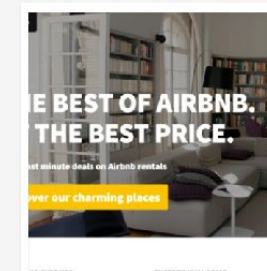 E BEST OF AIRBNB.
THE BEST PRICE.
ast minute deals on Airbnb rentals
over our charming places